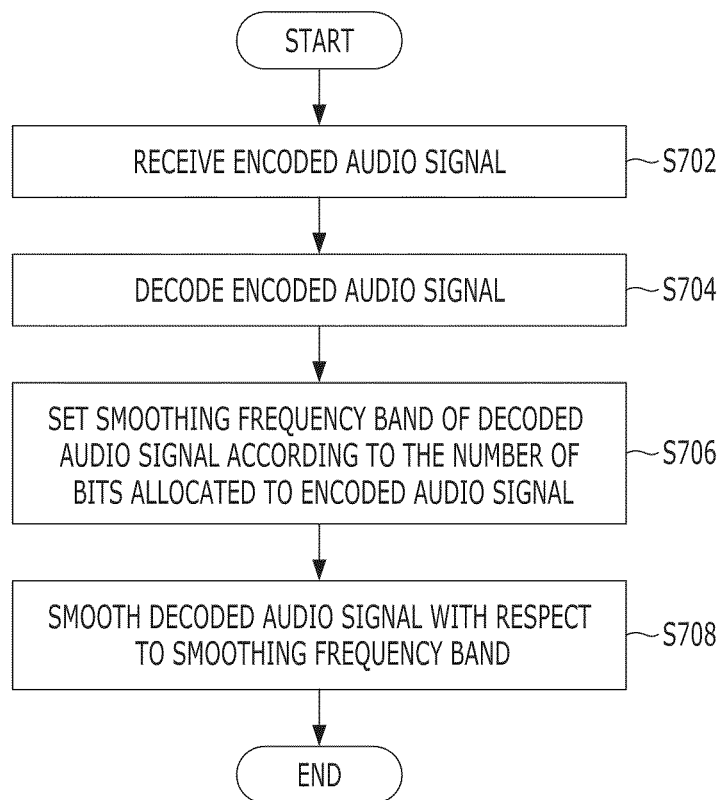 START
RECEIVE ENCODED AUDIO SIGNAL
S702
DECODE ENCODED AUDIO SIGNAL
S704
SET SMOOTHING FREQUENCY BAND OF DECODED
AUDIO SIGNAL ACCORDING TO THE NUMBER OF
BITS ALLOCATED TO ENCODED AUDIO SIGNAL
S706
SMOOTH DECODED AUDIO SIGNAL WITH RESPECT
TO SMOOTHING FREQUENCY BAND
S708
END